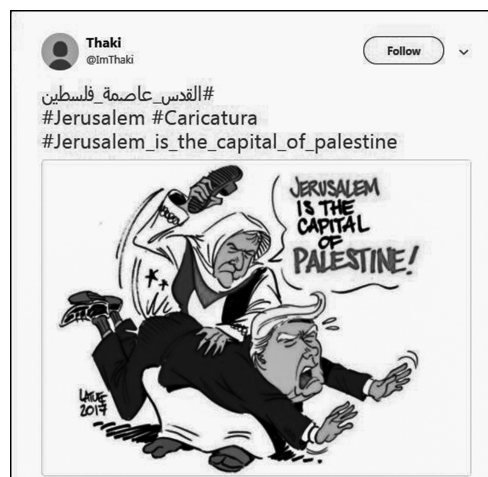 Thaki
@ImThaki
Follow
#القدس_عاصمة_فلسطين
#Jerusalem #Caricatura
#Jerusalem_is_the_capital_of_palestine
JERUSALEM
IS THE
CAPITAL
OF
PALESTINE!
LATUFF
2017